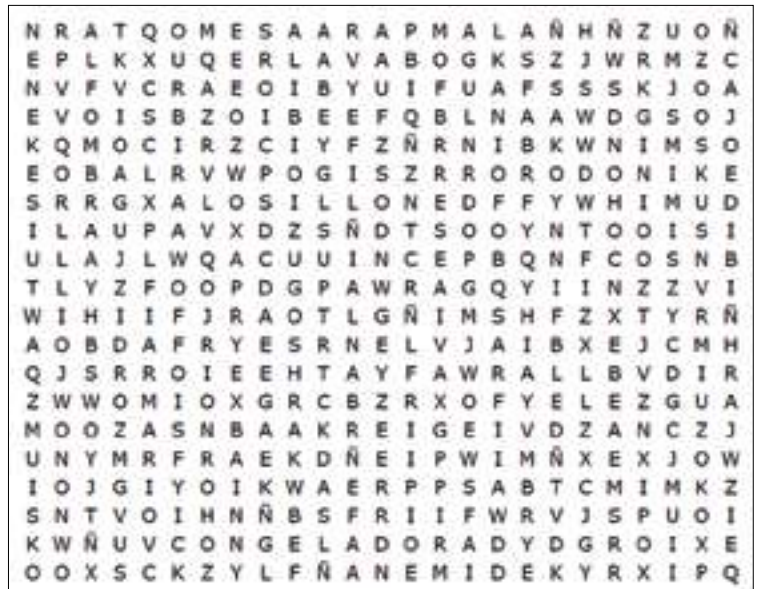 N R A T Q O M E S A A R A P M A L A Ñ H Ñ Z U O Ñ
E P L K X U Q E R L A V A B O G K S Z J W R M Z C
N V F V C R A E O I B Y U I F U A F S S S K J O A
E V O I S B Z O I B E E F Q B L N A A W D G S O J
K Q M O C I R Z C I Y F Z Ñ R N I B K W N I M S O
E O B A L R V W P O G I S Z R R O R O D O N I K E
S R R G X A L O S I L L O N E D F F Y W H I M U D
I L A U P A V X D Z S Ñ D T S O O Y N T O O I S I
U L A J L W Q A C U U I N C E P B Q N F C O S N B
T L Y Z F O O P D G P A W R A G Q Y I I N Z Z V I
W I H I I F J R A O T L G Ñ I M S H F Z X T Y R Ñ
A O B D A F R Y E S R N E L V J A I B X E J C M H
Q J S R R O I E E H T A Y F A W R A L L B V D I R
Z W W O M I O X G R C B Z R X O F Y E L E Z G U A
M O O Z A S N B A A K R E I G E I V D Z A N C Z J
U N Y M R F R A E K D Ñ E I P W I M Ñ X E X J O W
I O J G I Y O I K W A E R P P S A B T C M I M K Z
S N T V O I H N Ñ B S F R I I F W R V J S P U O I
K W Ñ U V C O N G E L A D O R A D Y D G R O I X E
O O X S C K Z Y L F Ñ A N E M I D E K Y R X I P Q